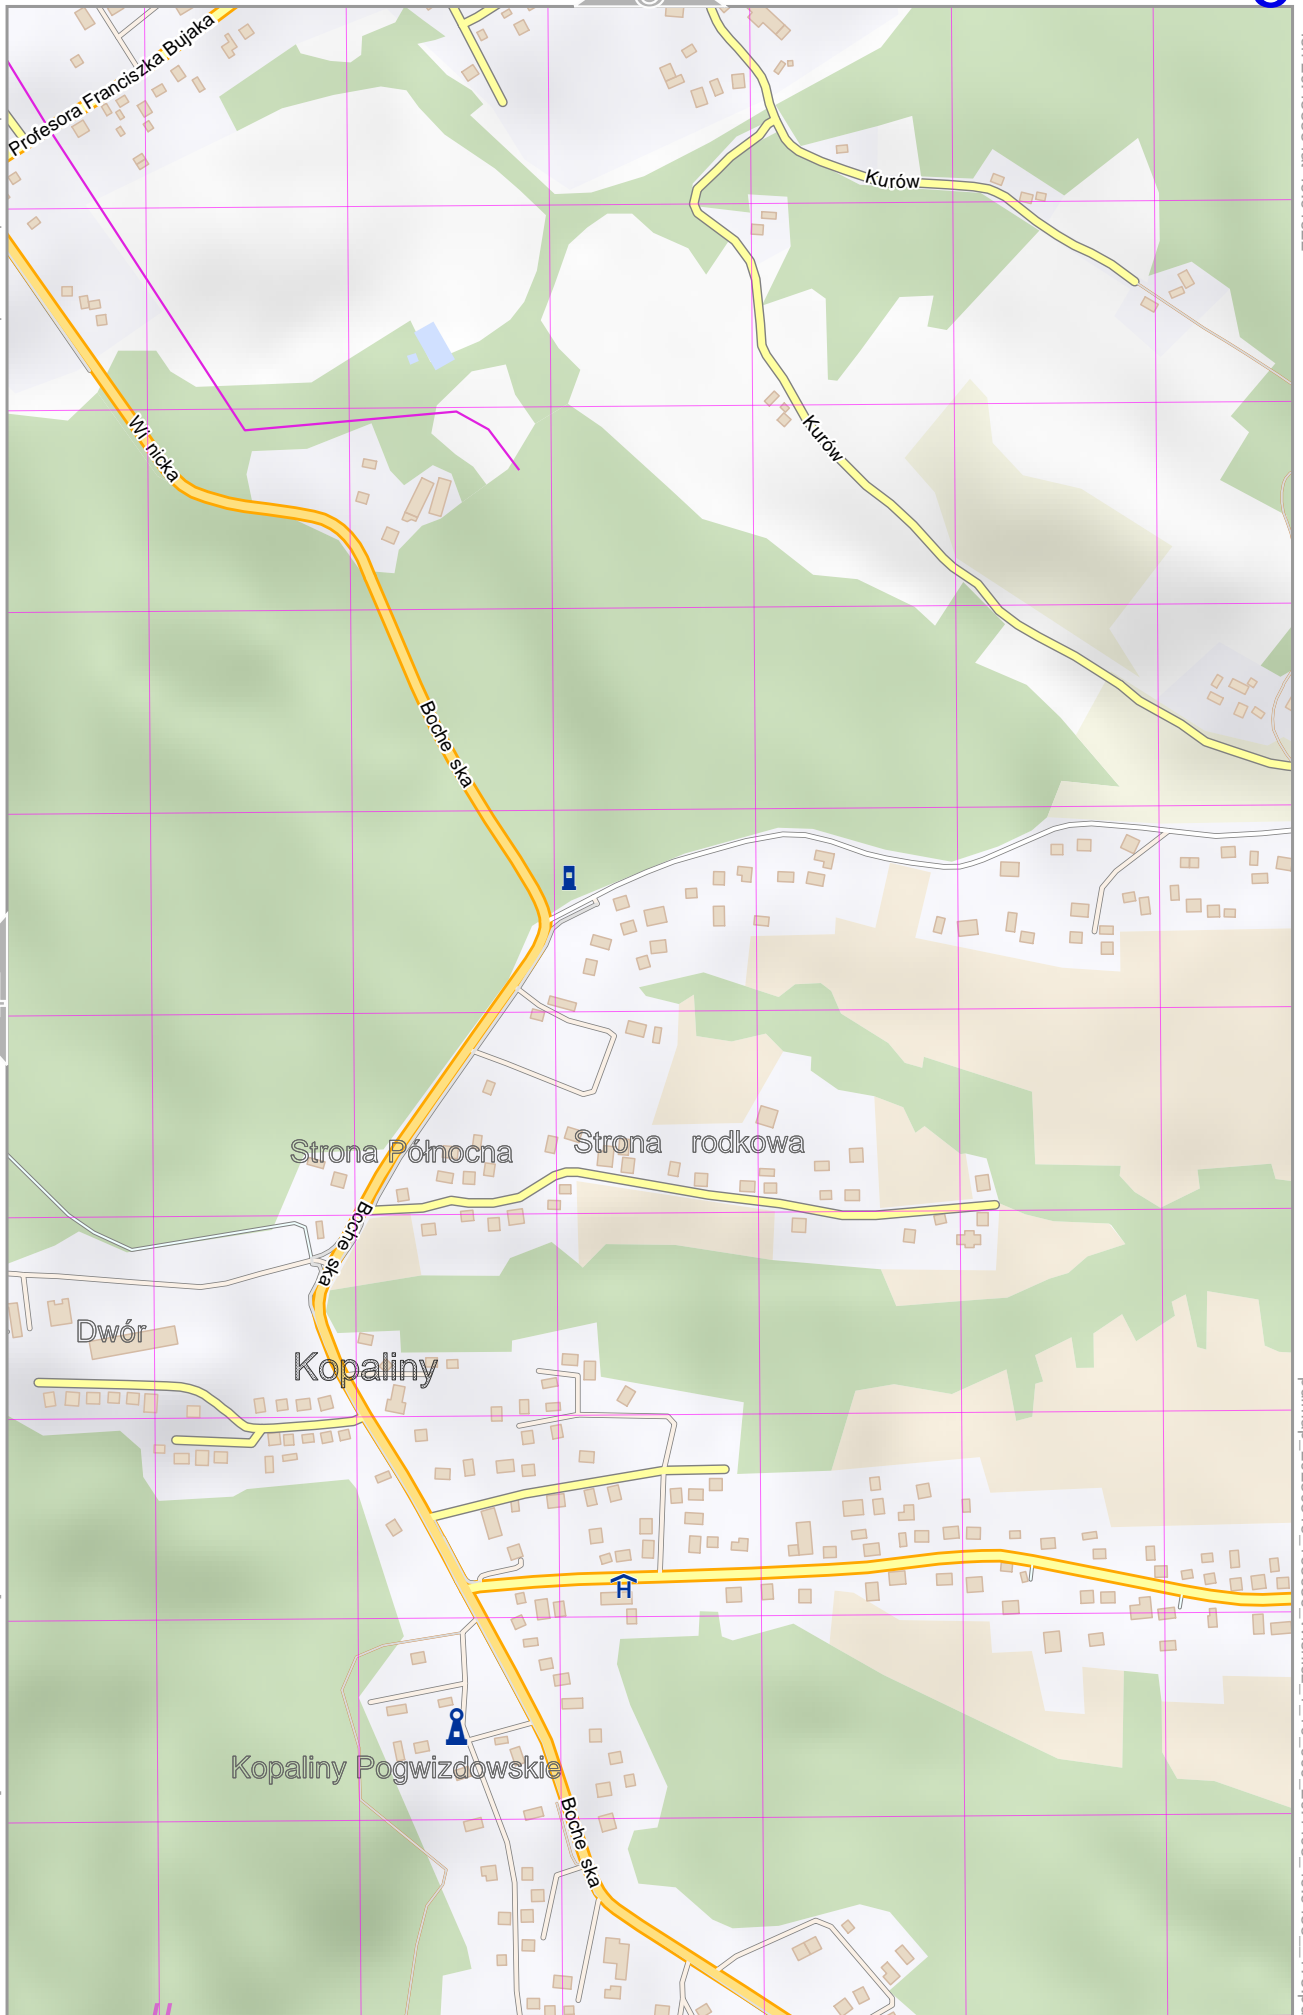 Profesora Franciszka Bujaka
Kurów
Wi nicka
Kurów
Boche ska
Strona Północna
Strona rodkowa
Boche ska
Dwór
Kopaliny
H
Kopaliny Pogwizdowskie
Boche ska